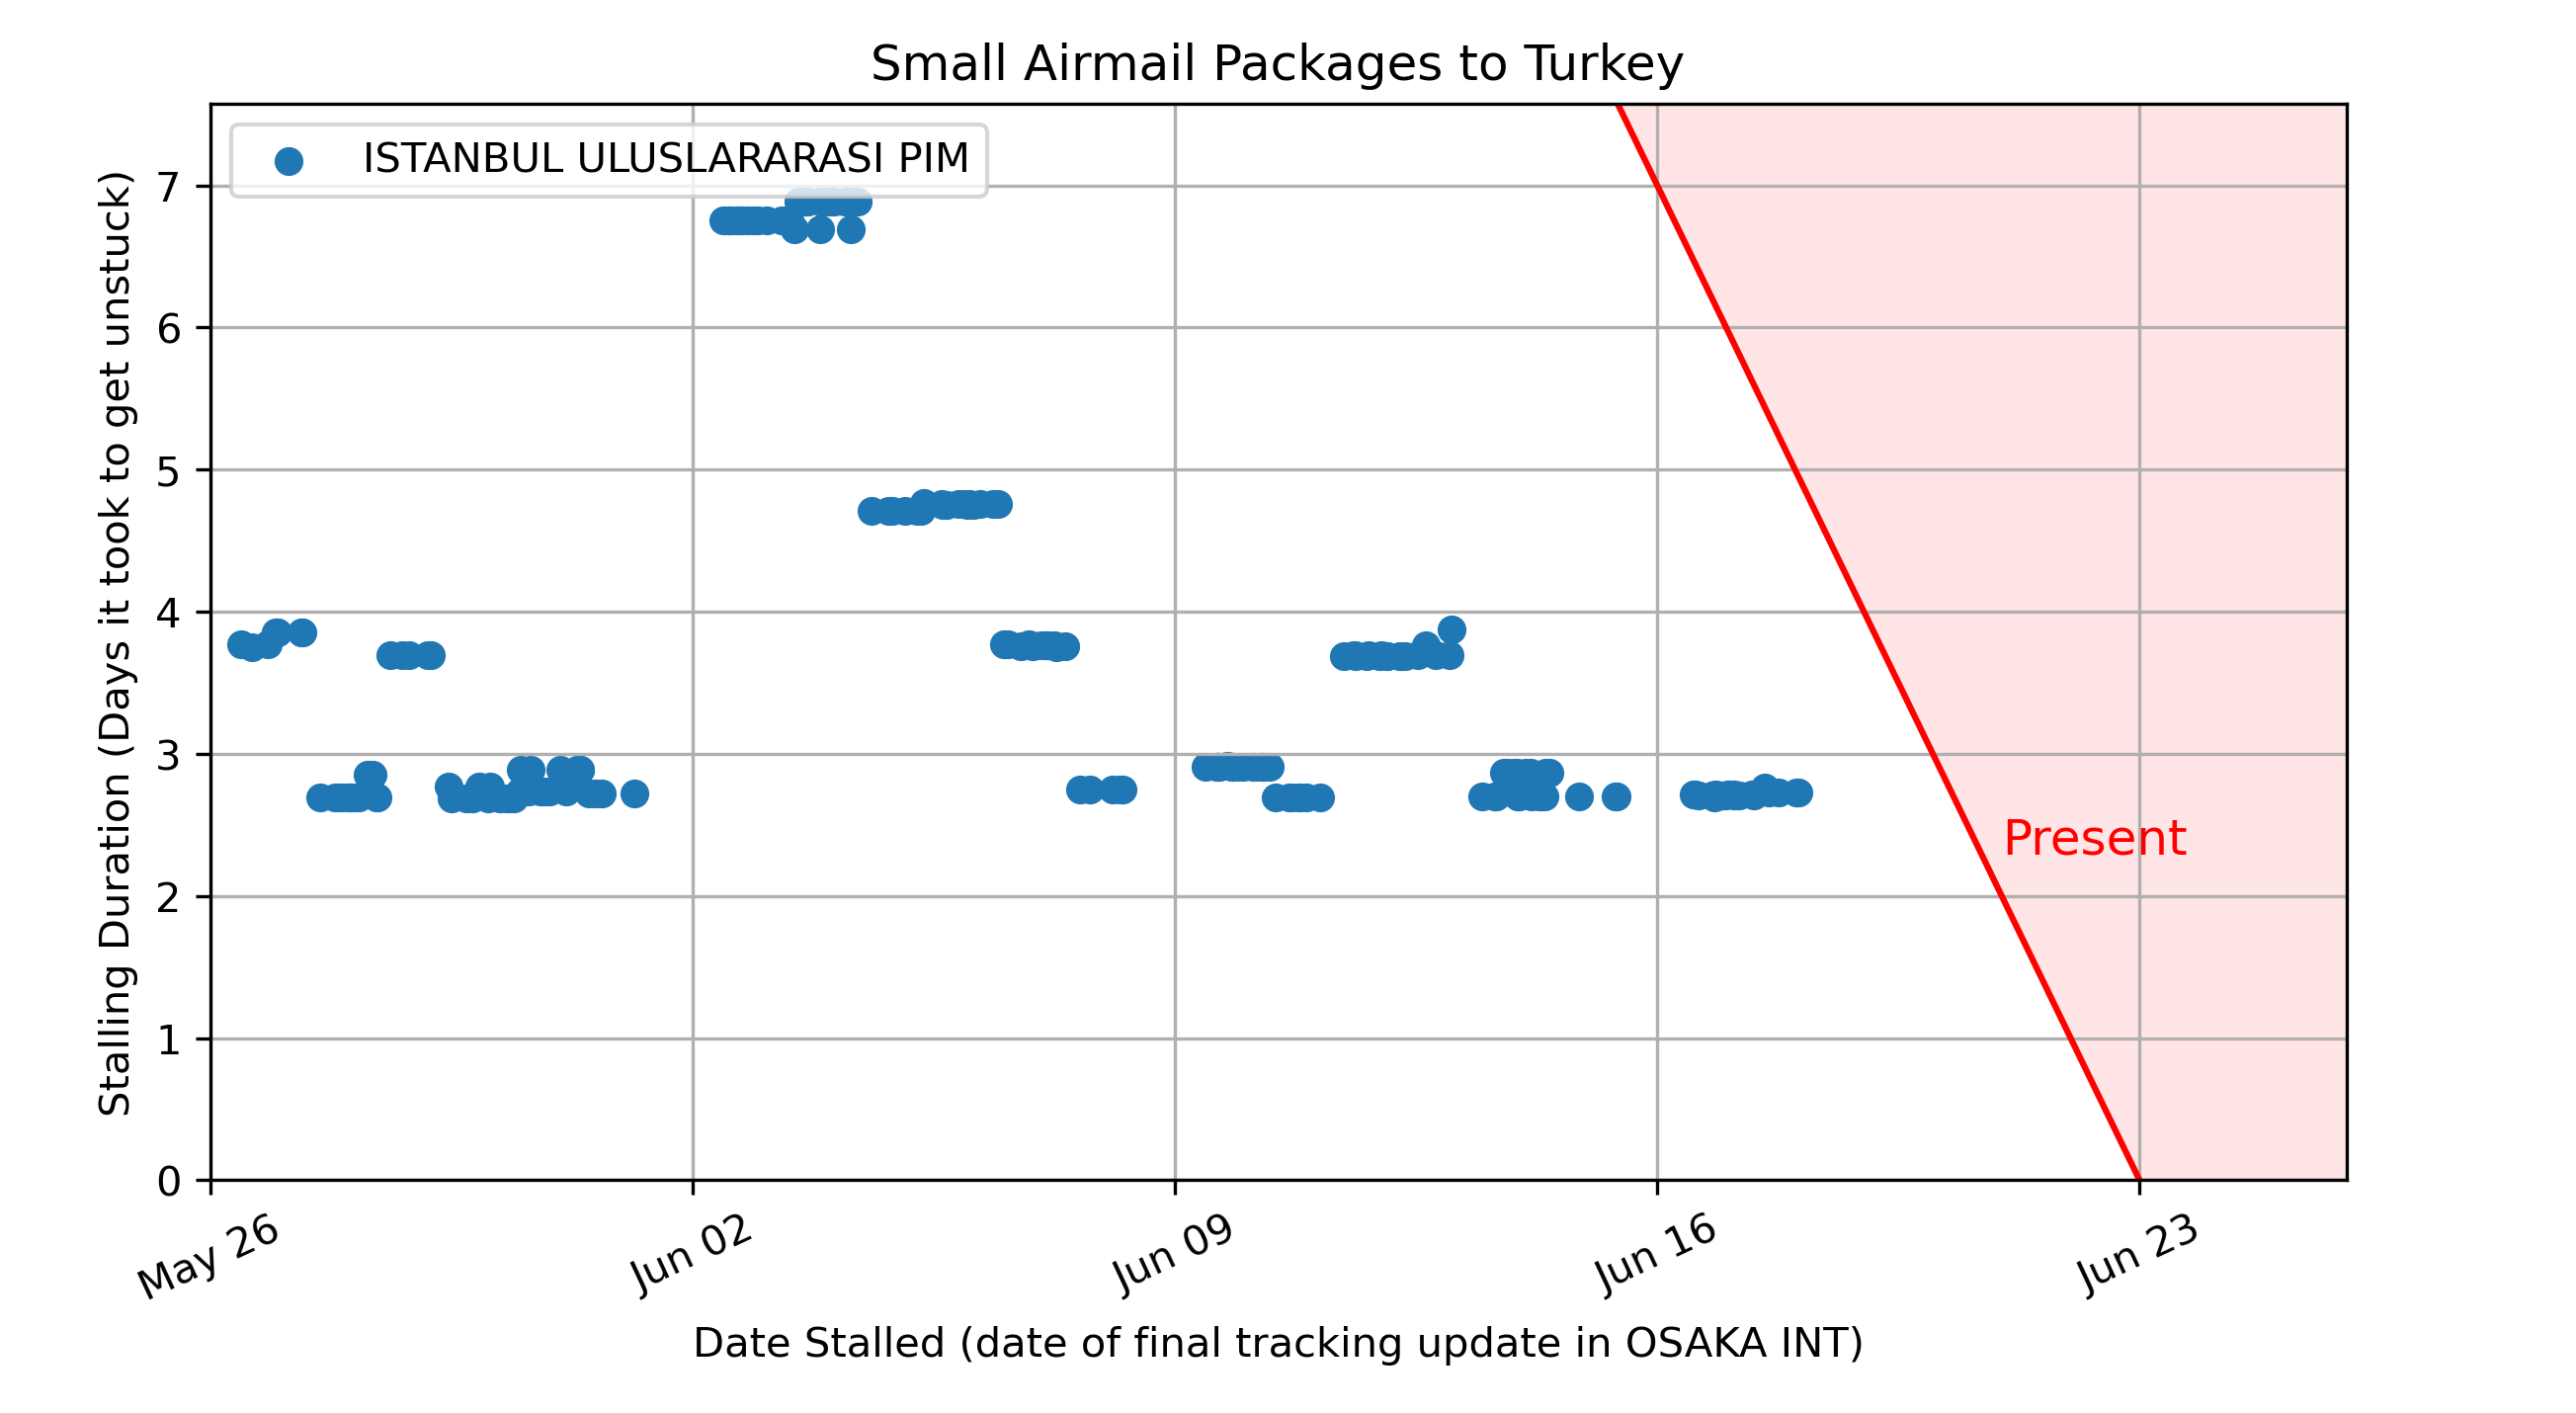 Small Airmail Packages to Turkey
ISTANBUL ULUSLARARASI PIM
Stalling Duration (Days it took to get unstuck)
7
6
5
4
3
2
1
0
Present
May 26
Jun 02
Jun 09
Jun 16
Jun 23
Date Stalled (date of final tracking update in OSAKA INT)